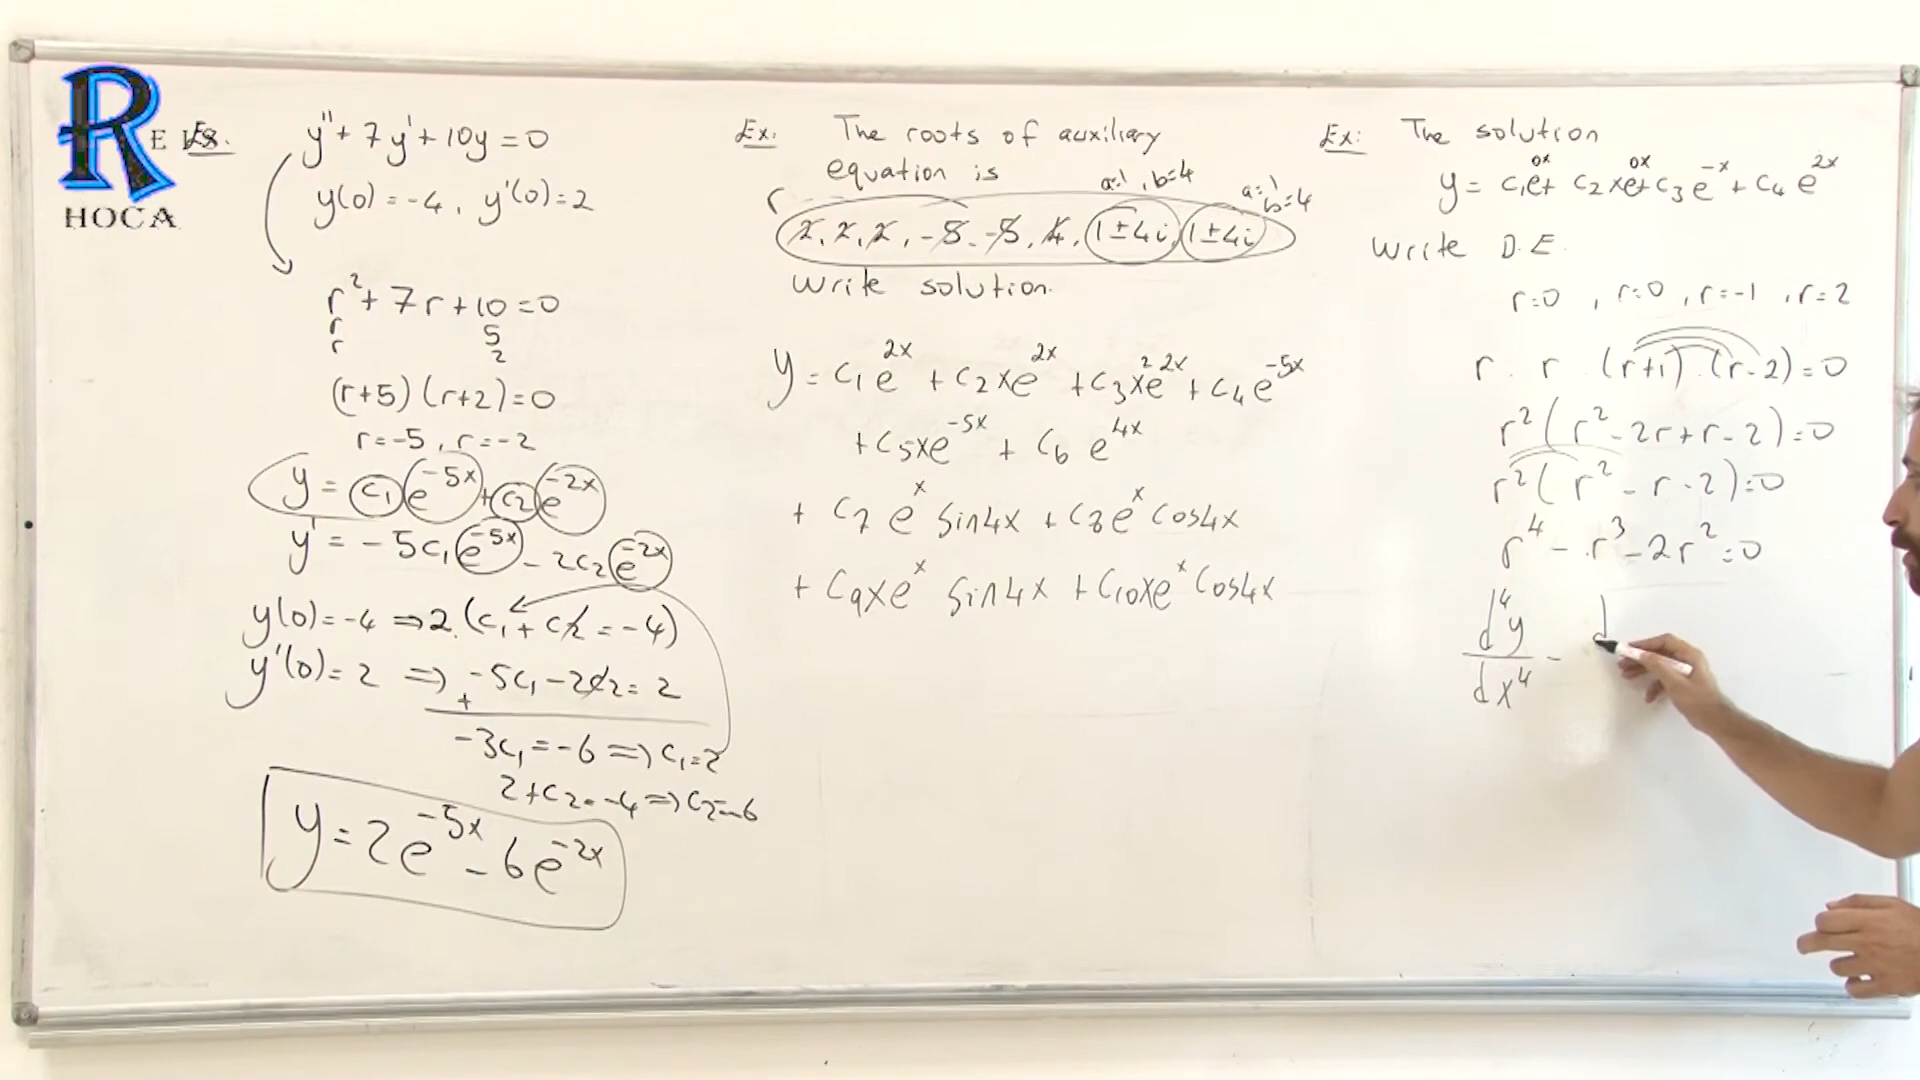 R E İ S
HOCA
Ex.
y'' + 7y' + 10y = 0
y(0) = -4, y'(0) = 2
r² + 7r + 10 = 0
r 5
r 2
(r+5)(r+2) = 0
r = -5, r = -2
y = c₁e^-5x + c₂e^-2x
y' = -5c₁e^-5x - 2c₂e^-2x
y(0) = -4 ⇒ 2.(c₁ + c₂ = -4)
y'(0) = 2 ⇒ -5c₁ - 2c₂ = 2
+
-3c₁ = -6 ⇒ c₁ = 2
2 + c₂ = -4 ⇒ c₂ = -6
y = 2e^-5x - 6e^-2x
Ex: The roots of auxiliary
equation is
a=1, b=4 a=1 b=4
r
2, 2, 2, -5, -5, 4, 1±4i, 1±4i
write solution.
y = c₁e^2x + c₂xe^2x + c₃x²e^2x + c₄e^-5x
+ c₅xe^-5x + c₆e^4x
+ c₇e^x sin4x + c₈e^x cos4x
+ c₉xe^x sin4x + c₁₀xe^x cos4x
Ex: The solution
y = c₁e^0x + c₂xe^0x + c₃e^-x + c₄e^2x
write D.E.
r=0, r=0, r=-1, r=2
r . r . (r+1).(r-2) = 0
r²(r² - 2r + r - 2) = 0
r²(r² - r - 2) = 0
r⁴ - r³ - 2r² = 0
d⁴y - d
dx⁴